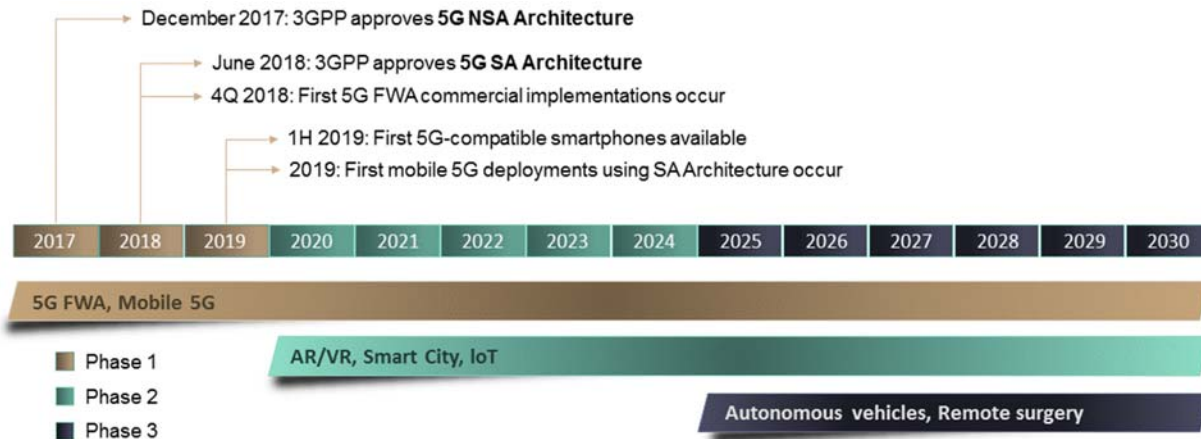 December 2017: 3GPP approves 5G NSA Architecture
June 2018: 3GPP approves 5G SA Architecture
4Q 2018: First 5G FWA commercial implementations occur
1H 2019: First 5G-compatible smartphones available
2019: First mobile 5G deployments using SA Architecture occur
2017 2018 2019 2020 2021 2022 2023 2024 2025 2026 2027 2028 2029 2030
5G FWA, Mobile 5G
AR/VR, Smart City, IoT
Autonomous vehicles, Remote surgery
Phase 1
Phase 2
Phase 3